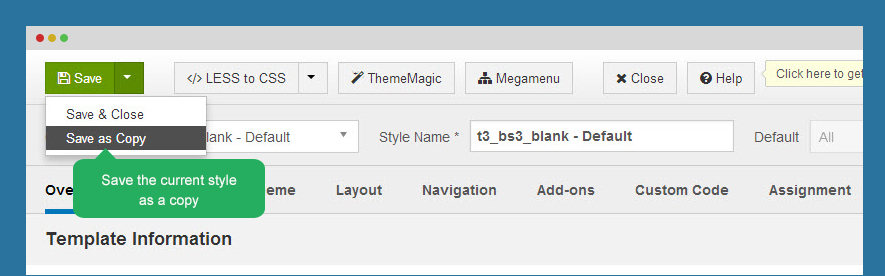 Save
</> LESS to CSS
ThemeMagic
Megamenu
Close
Help
Click here to get
Save & Close
Save as Copy
lank - Default
Style Name *
t3_bs3_blank - Default
Default
All
Save the current style
as a copy
Ove
eme
Layout
Navigation
Add-ons
Custom Code
Assignment
Template Information